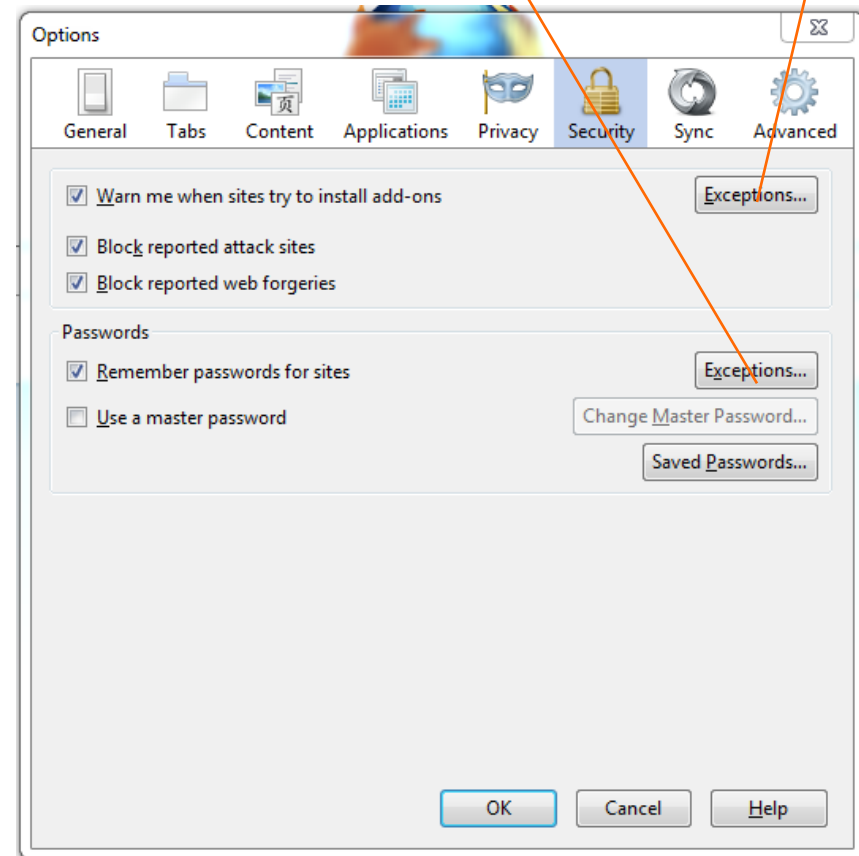 Options
General Tabs Content Applications Privacy Security Sync Advanced
页
Warn me when sites try to install add-ons Exceptions...
Block reported attack sites
Block reported web forgeries
Passwords
Remember passwords for sites Exceptions...
Use a master password Change Master Password...
Saved Passwords...
OK Cancel Help